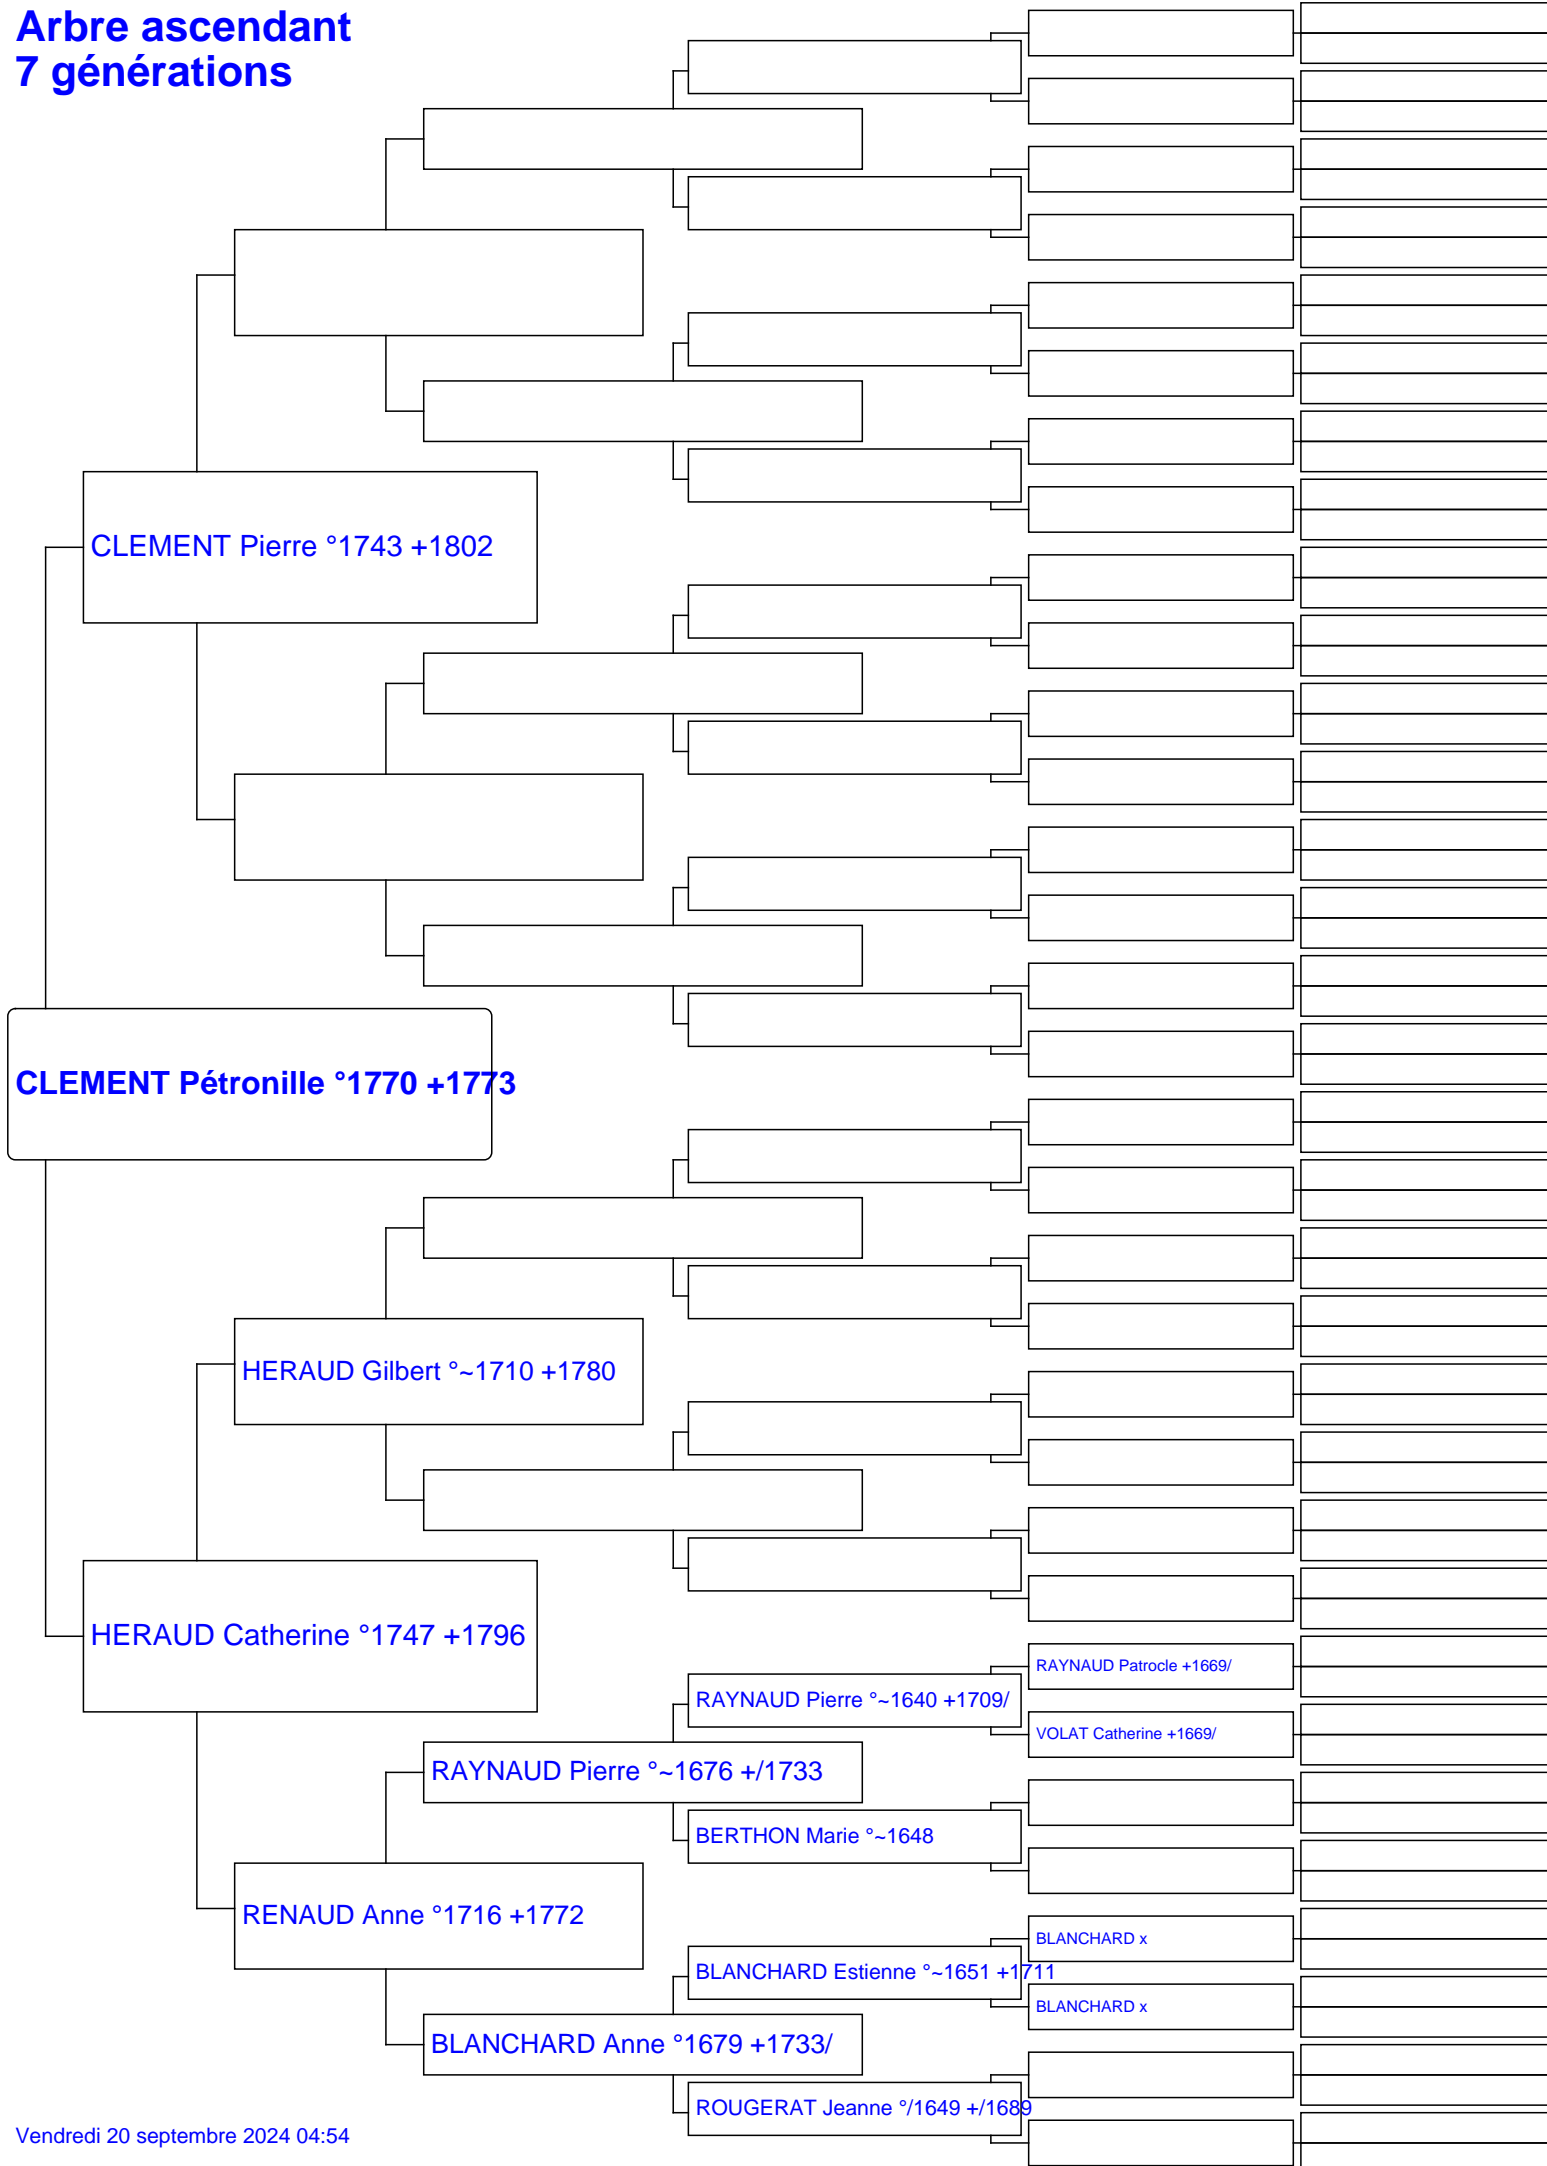 Arbre ascendant
7 générations
CLEMENT Pierre °1743 +1802
CLEMENT Pétronille °1770 +1773
HERAUD Gilbert °~1710 +1780
HERAUD Catherine °1747 +1796
RAYNAUD Patrocle +1669/
RAYNAUD Pierre °~1640 +1709/
VOLAT Catherine +1669/
RAYNAUD Pierre °~1676 +/1733
BERTHON Marie °~1648
RENAUD Anne °1716 +1772
BLANCHARD x
BLANCHARD Estienne °~1651 +1711
BLANCHARD x
BLANCHARD Anne °1679 +1733/
ROUGERAT Jeanne °/1649 +/1689
Vendredi 20 septembre 2024 04:54